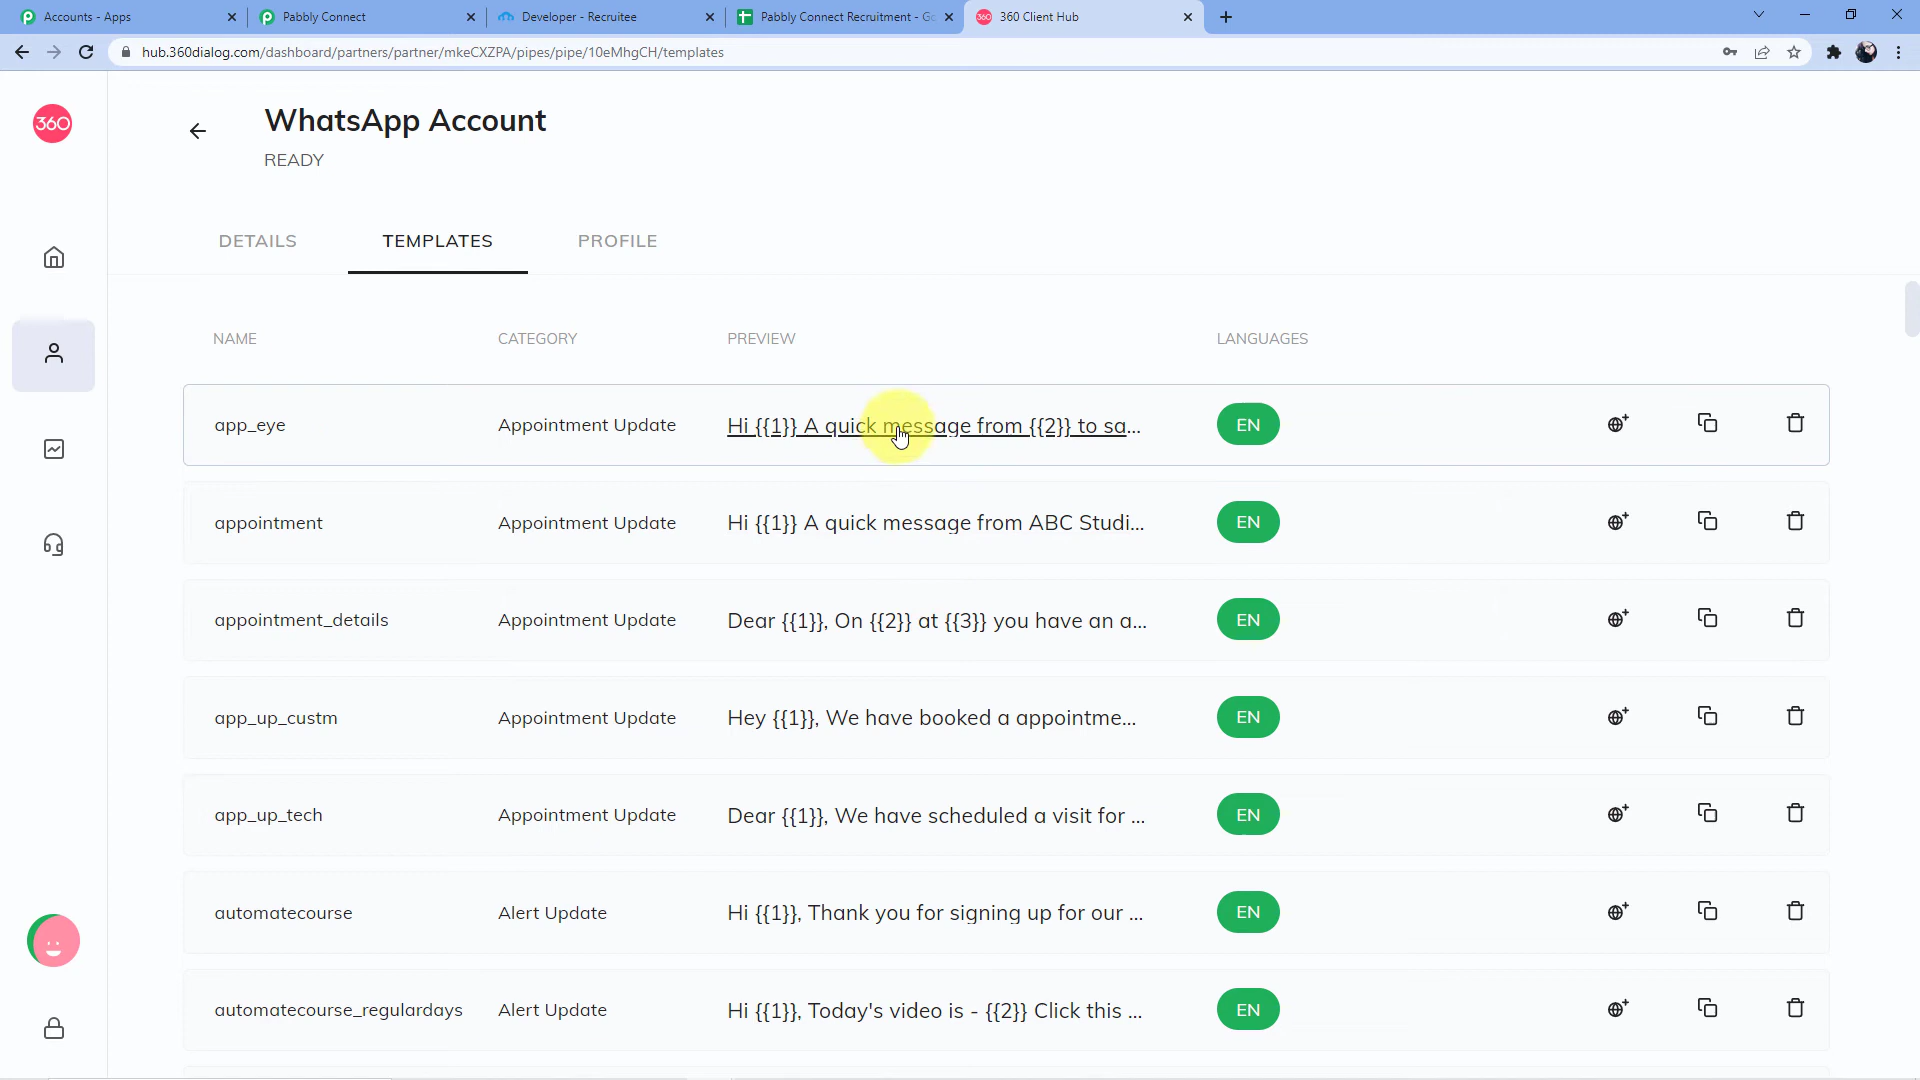 Accounts - Apps
Pabbly Connect
Developer - Recruitee
Pabbly Connect Recruitment - Go
360
360 Client Hub
hub.360dialog.com/dashboard/partners/partner/mkeCXZPA/pipes/pipe/10eMhgCH/templates
360
WhatsApp Account
READY
DETAILS
TEMPLATES
PROFILE
NAME
CATEGORY
PREVIEW
LANGUAGES
app_eye
Appointment Update
Hi {{1}} A quick message from {{2}} to sa...
EN
appointment
Appointment Update
Hi {{1}} A quick message from ABC Studi...
EN
appointment_details
Appointment Update
Dear {{1}}, On {{2}} at {{3}} you have an a...
EN
app_up_custm
Appointment Update
Hey {{1}}, We have booked a appointme...
EN
app_up_tech
Appointment Update
Dear {{1}}, We have scheduled a visit for ...
EN
automatecourse
Alert Update
Hi {{1}}, Thank you for signing up for our ...
EN
automatecourse_regulardays
Alert Update
Hi {{1}}, Today's video is - {{2}} Click this ...
EN